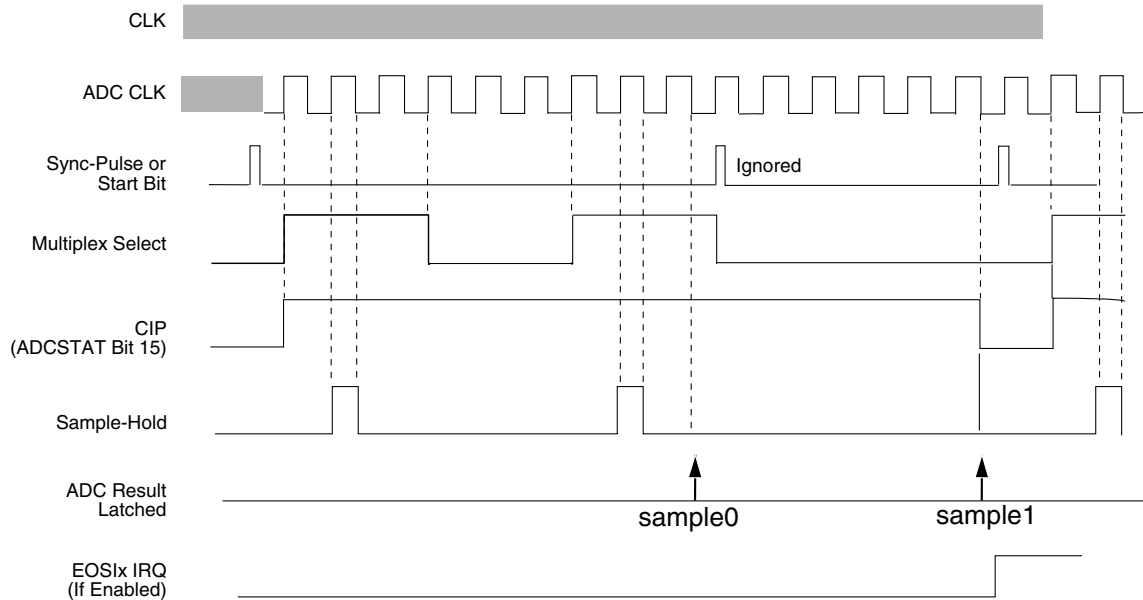 CLK
ADC CLK
Sync-Pulse or
Start Bit
Ignored
Multiplex Select
CIP
(ADCSTAT Bit 15)
Sample-Hold
ADC Result
Latched
sample0
sample1
EOSIx IRQ
(If Enabled)